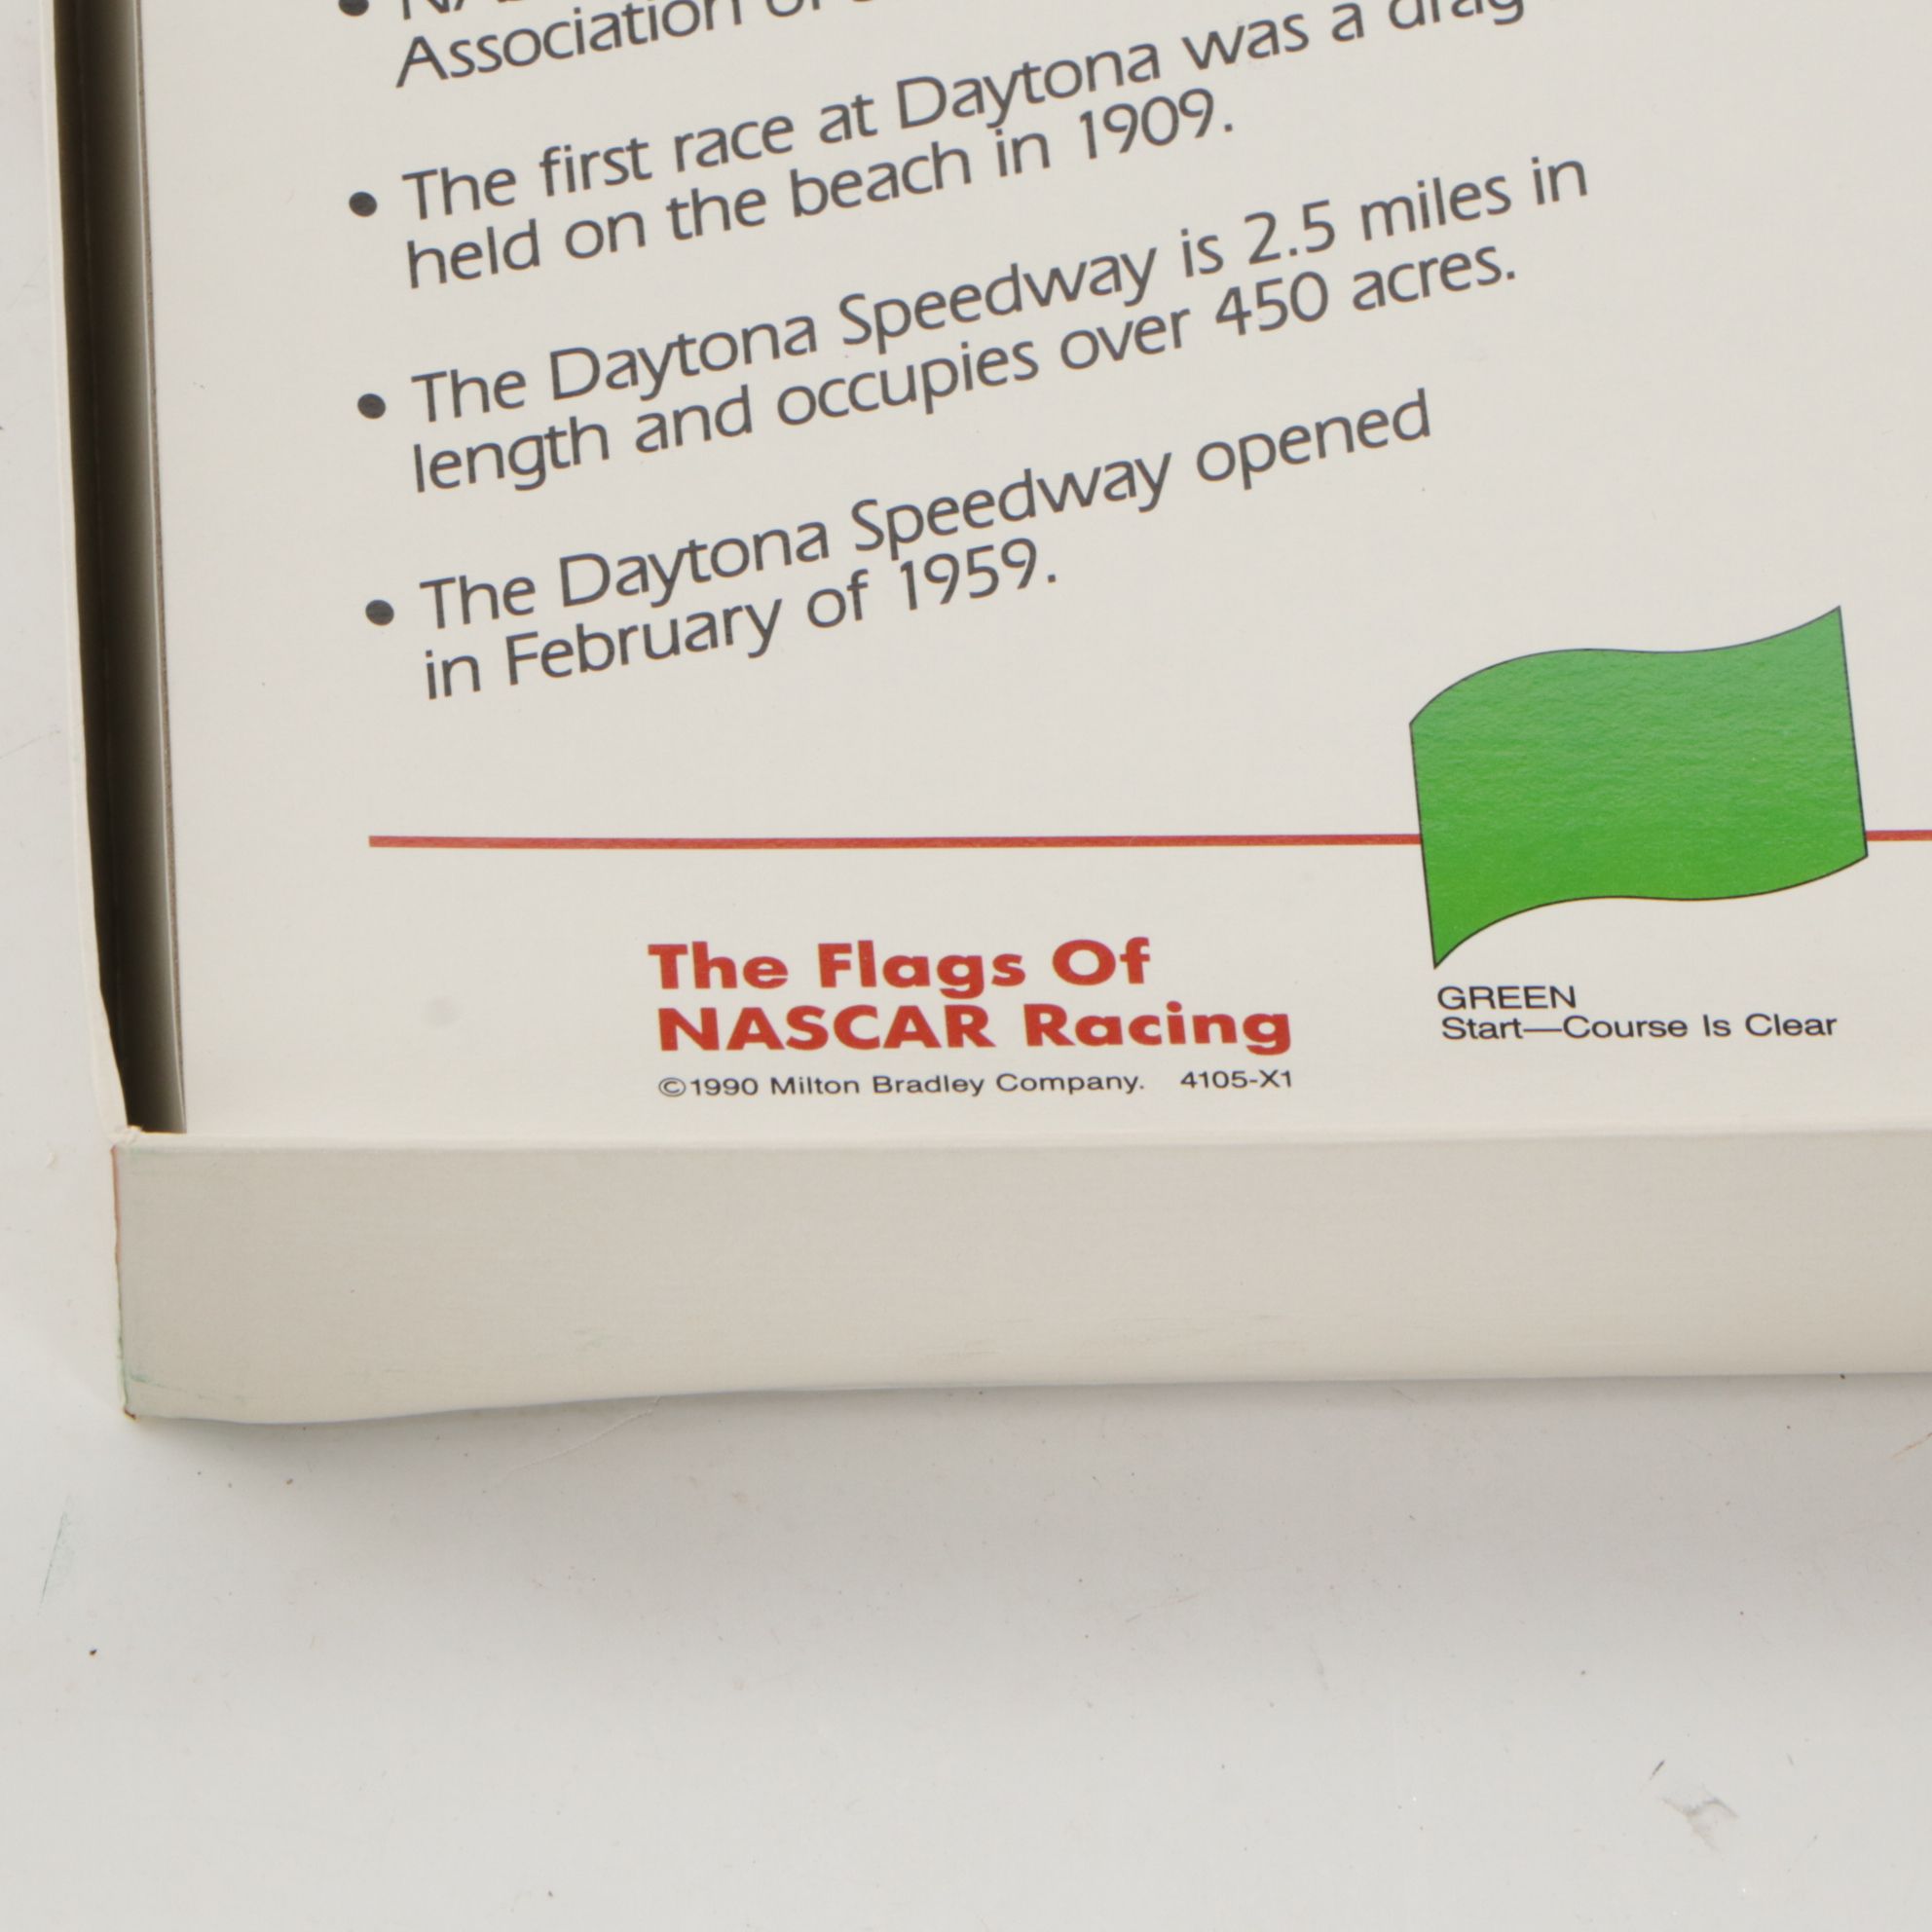 Association
• The first race at Daytona was a drag
held on the beach in 1909.
• The Daytona Speedway is 2.5 miles in
length and occupies over 450 acres.
• The Daytona Speedway opened
in February of 1959.
The Flags Of
NASCAR Racing
©1990 Milton Bradley Company. 4105-X1
GREEN
Start—Course Is Clear